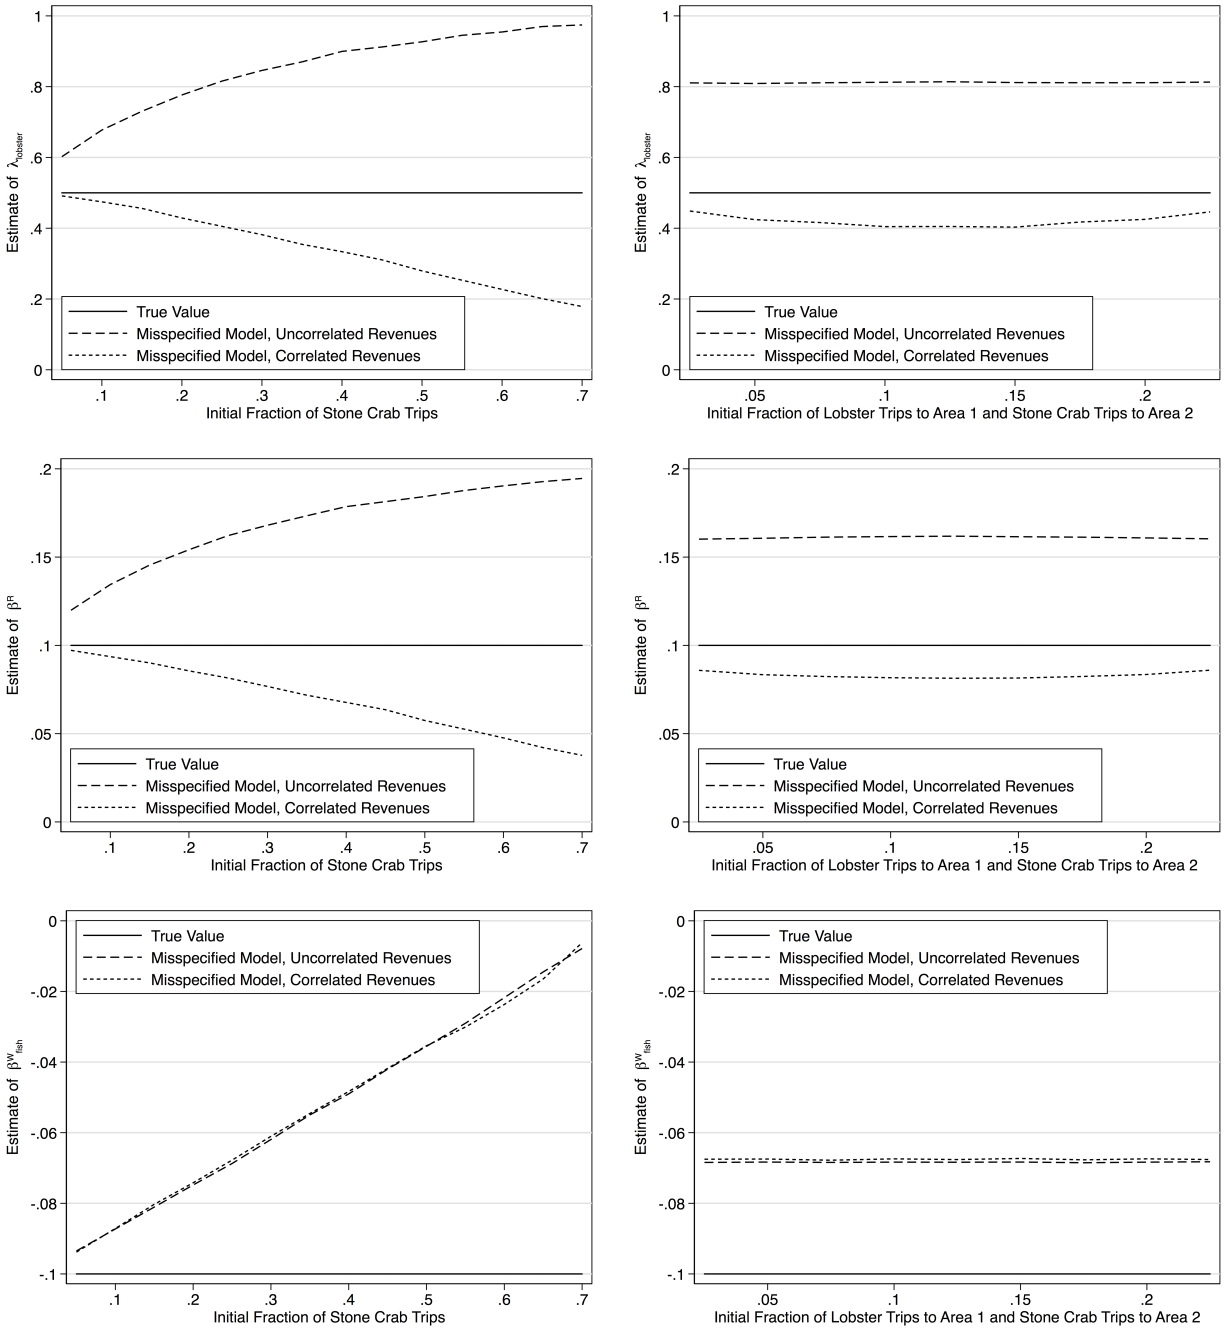 1
.8
.6
.4
.2
0
Estimate of λlobster
True Value
Misspecified Model, Uncorrelated Revenues
Misspecified Model, Correlated Revenues
.1 .2 .3 .4 .5 .6 .7
Initial Fraction of Stone Crab Trips
1
.8
.6
.4
.2
0
Estimate of λlobster
True Value
Misspecified Model, Uncorrelated Revenues
Misspecified Model, Correlated Revenues
.05 .1 .15 .2
Initial Fraction of Lobster Trips to Area 1 and Stone Crab Trips to Area 2
.2
.15
.1
.05
0
Estimate of βR
True Value
Misspecified Model, Uncorrelated Revenues
Misspecified Model, Correlated Revenues
.1 .2 .3 .4 .5 .6 .7
Initial Fraction of Stone Crab Trips
.2
.15
.1
.05
0
Estimate of βR
True Value
Misspecified Model, Uncorrelated Revenues
Misspecified Model, Correlated Revenues
.05 .1 .15 .2
Initial Fraction of Lobster Trips to Area 1 and Stone Crab Trips to Area 2
0
-.02
-.04
-.06
-.08
-.1
Estimate of βWfish
True Value
Misspecified Model, Uncorrelated Revenues
Misspecified Model, Correlated Revenues
.1 .2 .3 .4 .5 .6 .7
Initial Fraction of Stone Crab Trips
0
-.02
-.04
-.06
-.08
-.1
Estimate of βWfish
True Value
Misspecified Model, Uncorrelated Revenues
Misspecified Model, Correlated Revenues
.05 .1 .15 .2
Initial Fraction of Lobster Trips to Area 1 and Stone Crab Trips to Area 2